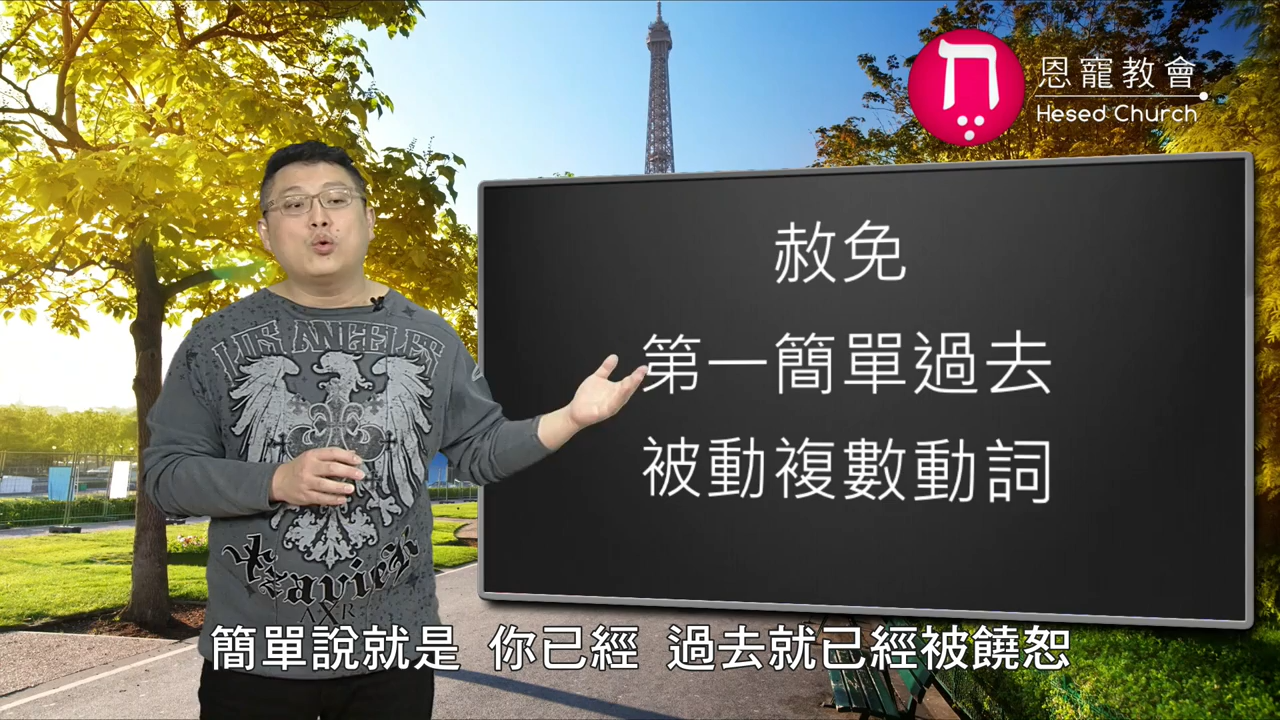 恩寵教會
Hesed Church
赦免
第一簡單過去
被動複數動詞
LOS ANGELES
Xzavier
XR
簡單說就是 你已經 過去就已經被饒恕